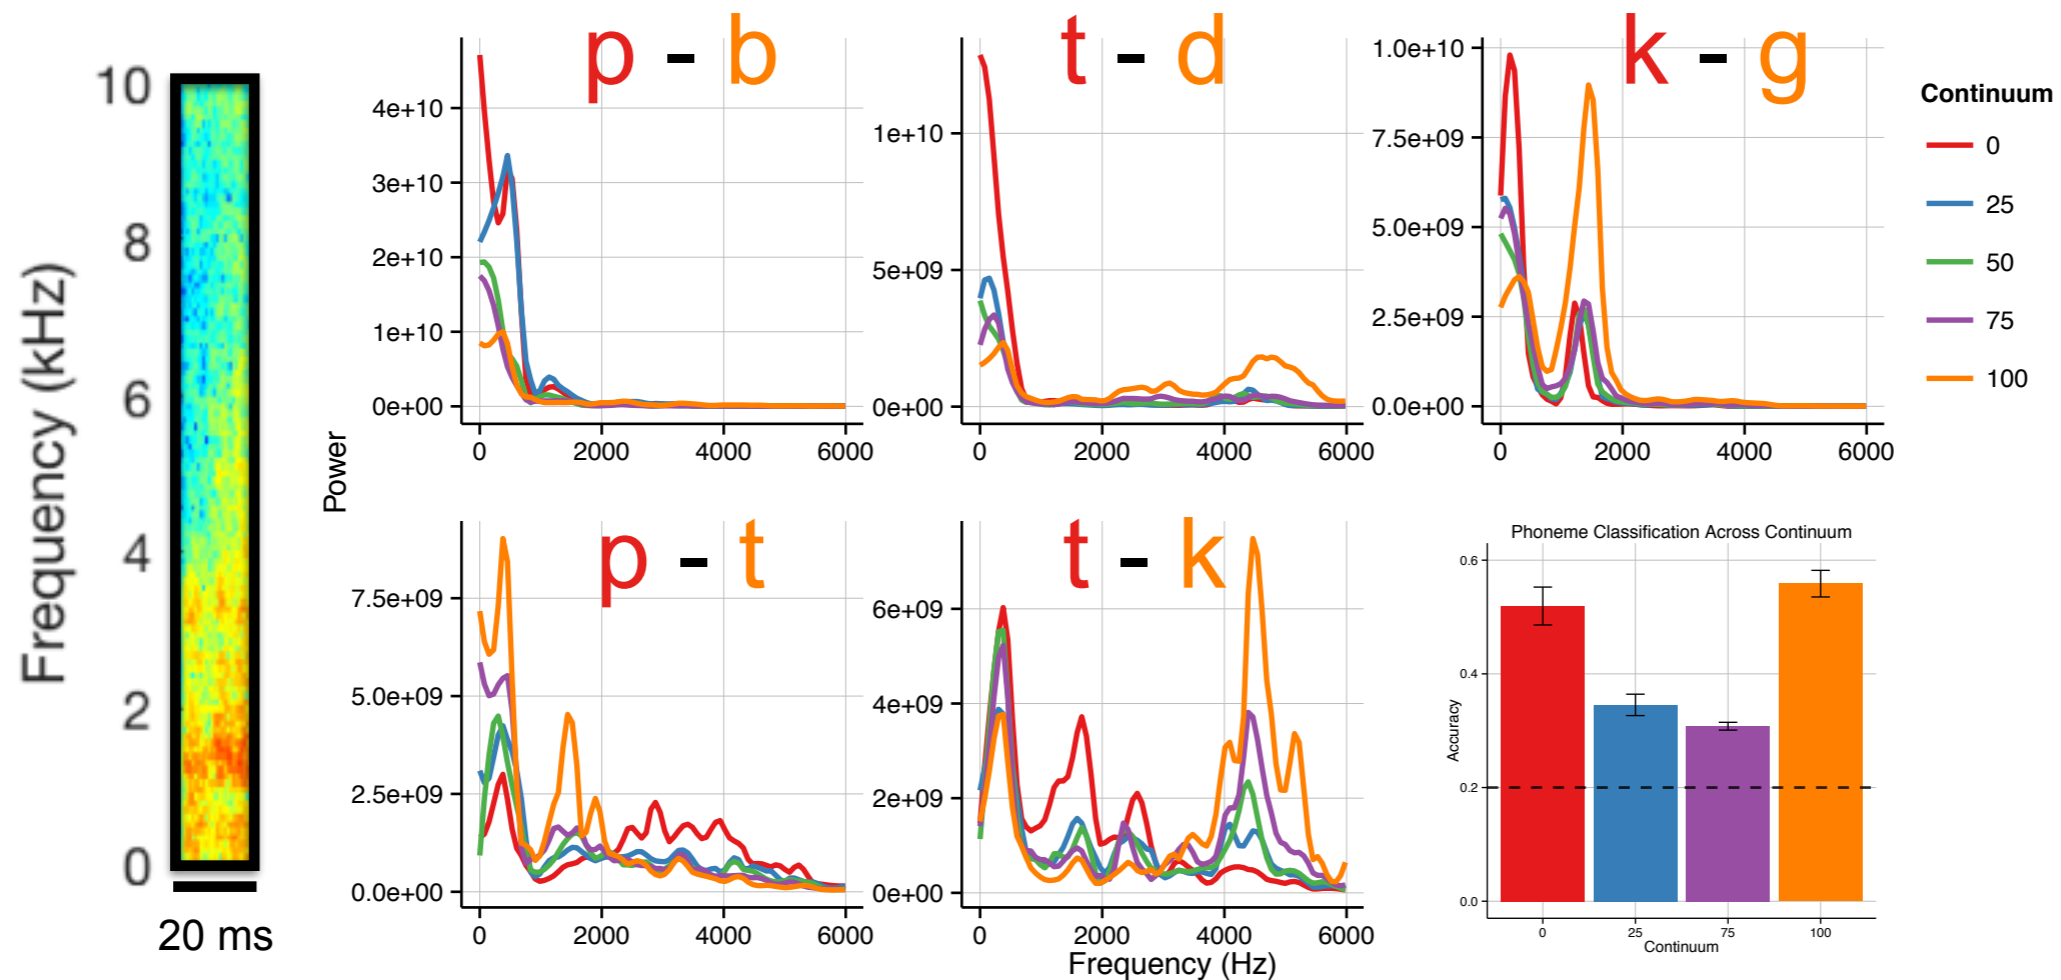 Frequency (kHz)
10
8
6
4
2
0
20 ms
Power
p - b
4e+10
3e+10
2e+10
1e+10
0e+00
0 2000 4000 6000
t - d
1e+10
5e+09
0e+00
0 2000 4000 6000
k - g
1.0e+10
7.5e+09
5.0e+09
2.5e+09
0.0e+00
0 2000 4000 6000
Continuum
0
25
50
75
100
p - t
7.5e+09
5.0e+09
2.5e+09
0.0e+00
0 2000 4000 6000
t - k
6e+09
4e+09
2e+09
0e+00
0 2000 4000 6000
Frequency (Hz)
Phoneme Classification Across Continuum
Accuracy
0.6
0.4
0.2
0.0
0 25 75 100
Continuum